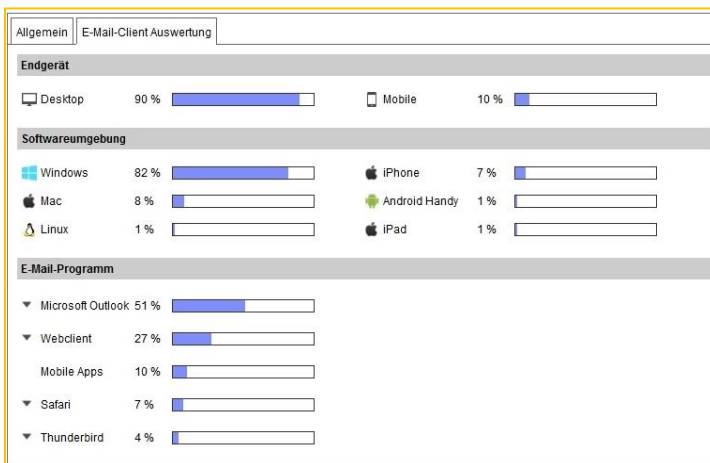 Allgemein E-Mail-Client Auswertung
Endgerät
Desktop 90 % Mobile 10 %
Softwareumgebung
Windows 82 % iPhone 7 %
Mac 8 % Android Handy 1 %
Linux 1 % iPad 1 %
E-Mail-Programm
Microsoft Outlook 51 %
Webclient 27 %
Mobile Apps 10 %
Safari 7 %
Thunderbird 4 %